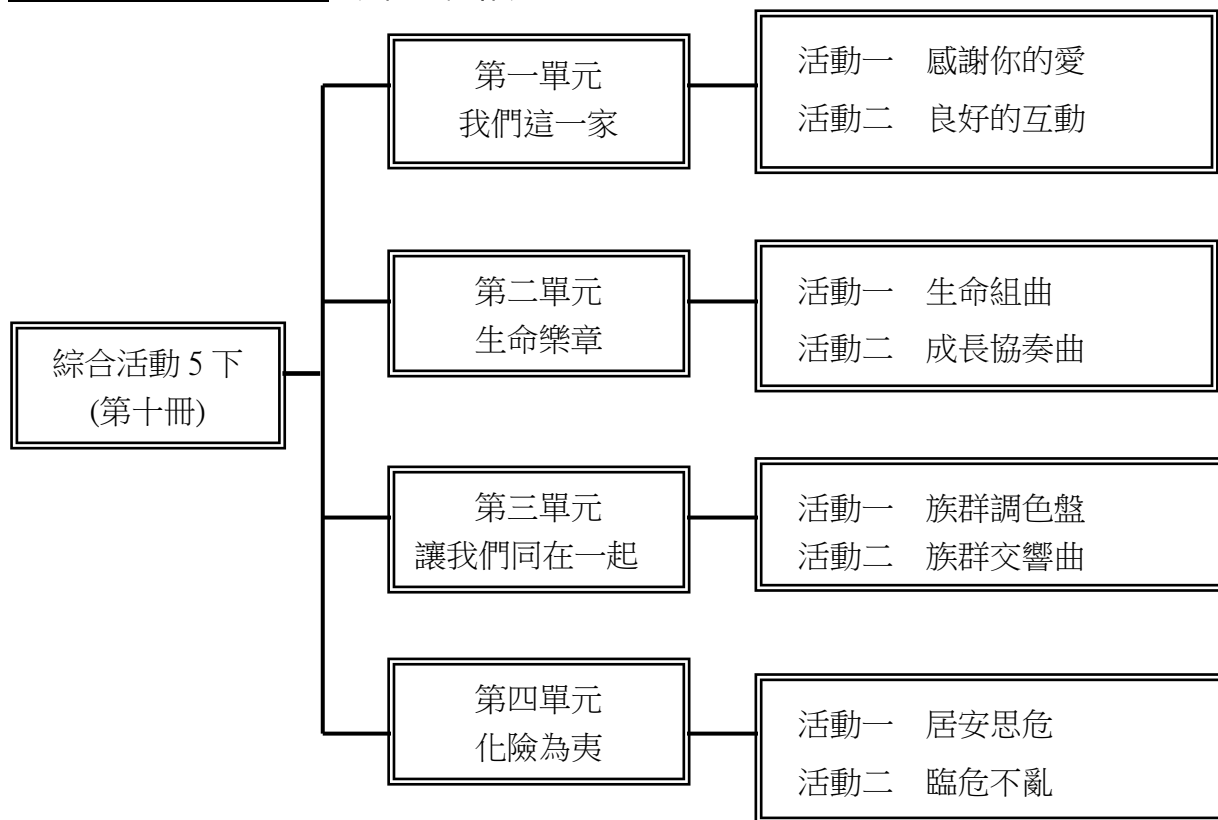 綜合活動 5 下
(第十冊)
第一單元
我們這一家
活動一　感謝你的愛
活動二　良好的互動
第二單元
生命樂章
活動一　生命組曲
活動二　成長協奏曲
第三單元
讓我們同在一起
活動一　族群調色盤
活動二　族群交響曲
第四單元
化險為夷
活動一　居安思危
活動二　臨危不亂